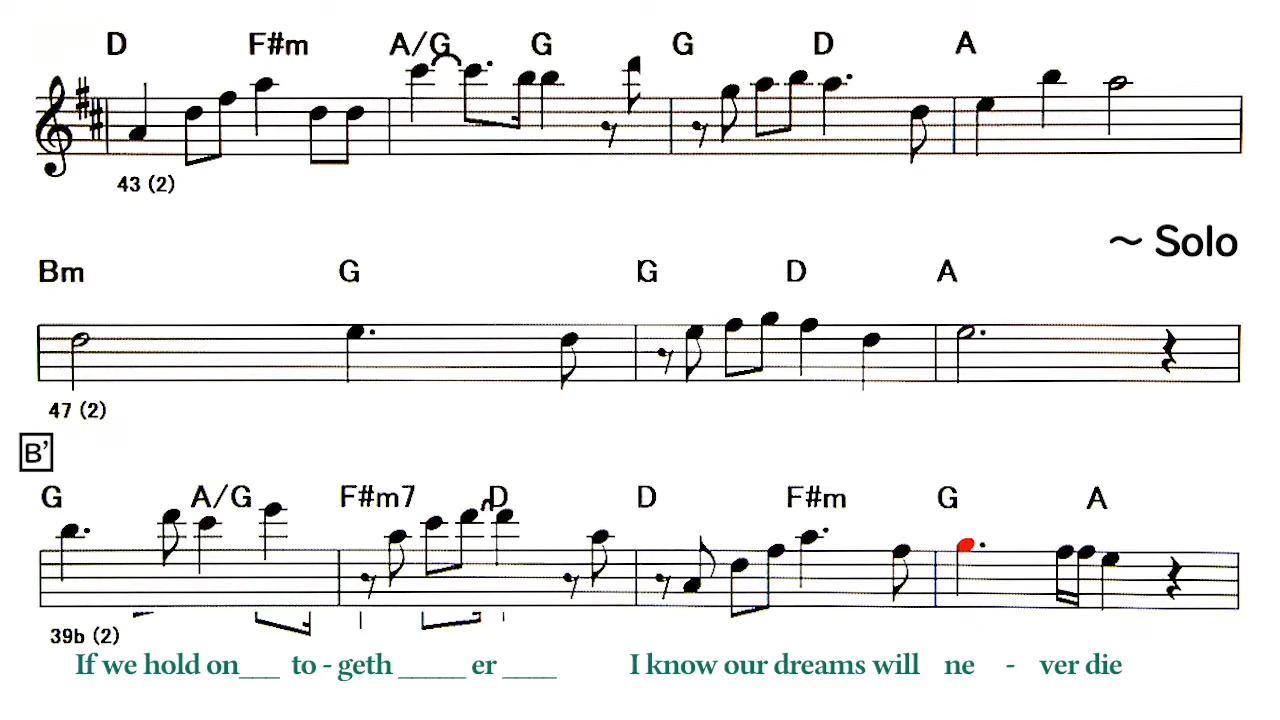 D F#m A/G G G D A
43 (2)
~ Solo
Bm G G D A
47 (2)
B'
G A/G F#m7 D D F#m G A
39b (2)
If we hold on___ to - geth _____ er ____ I know our dreams will ne - ver die